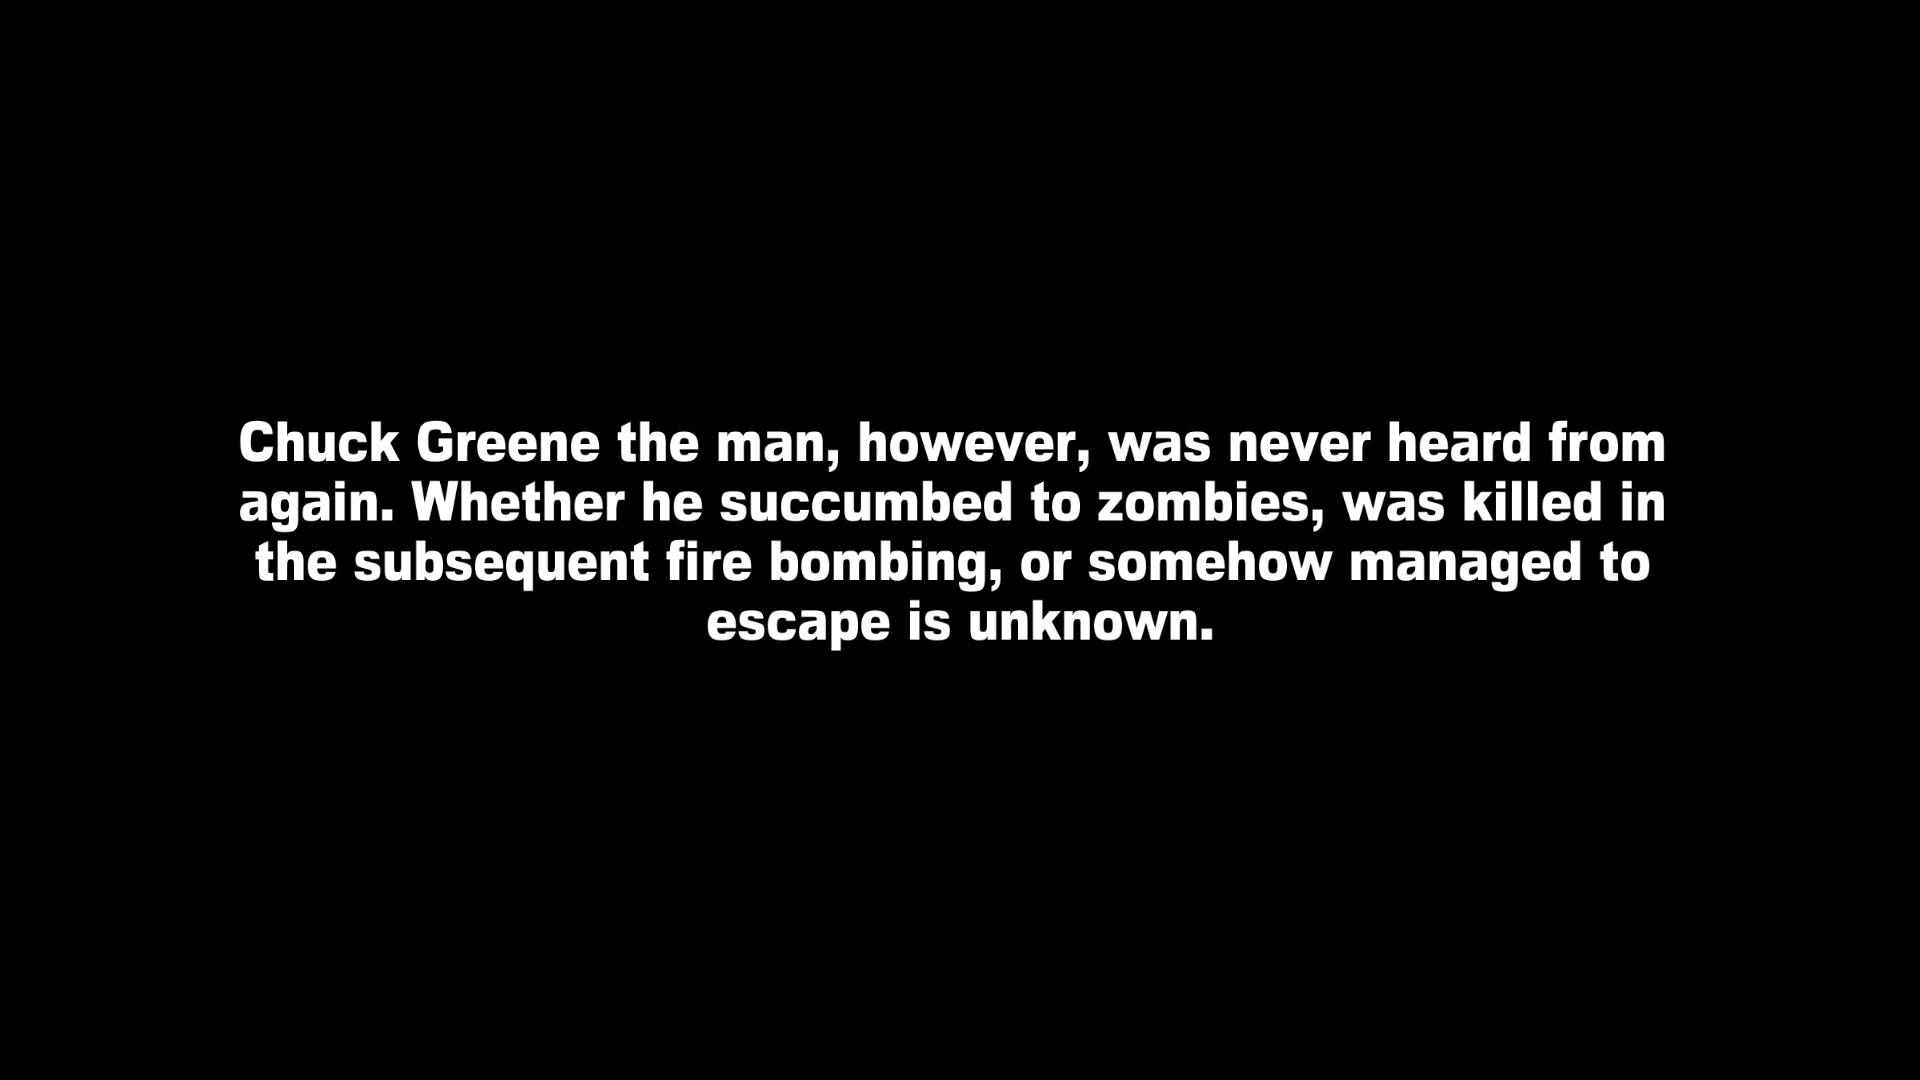 Chuck Greene the man, however, was never heard from
again. Whether he succumbed to zombies, was killed in
the subsequent fire bombing, or somehow managed to
escape is unknown.